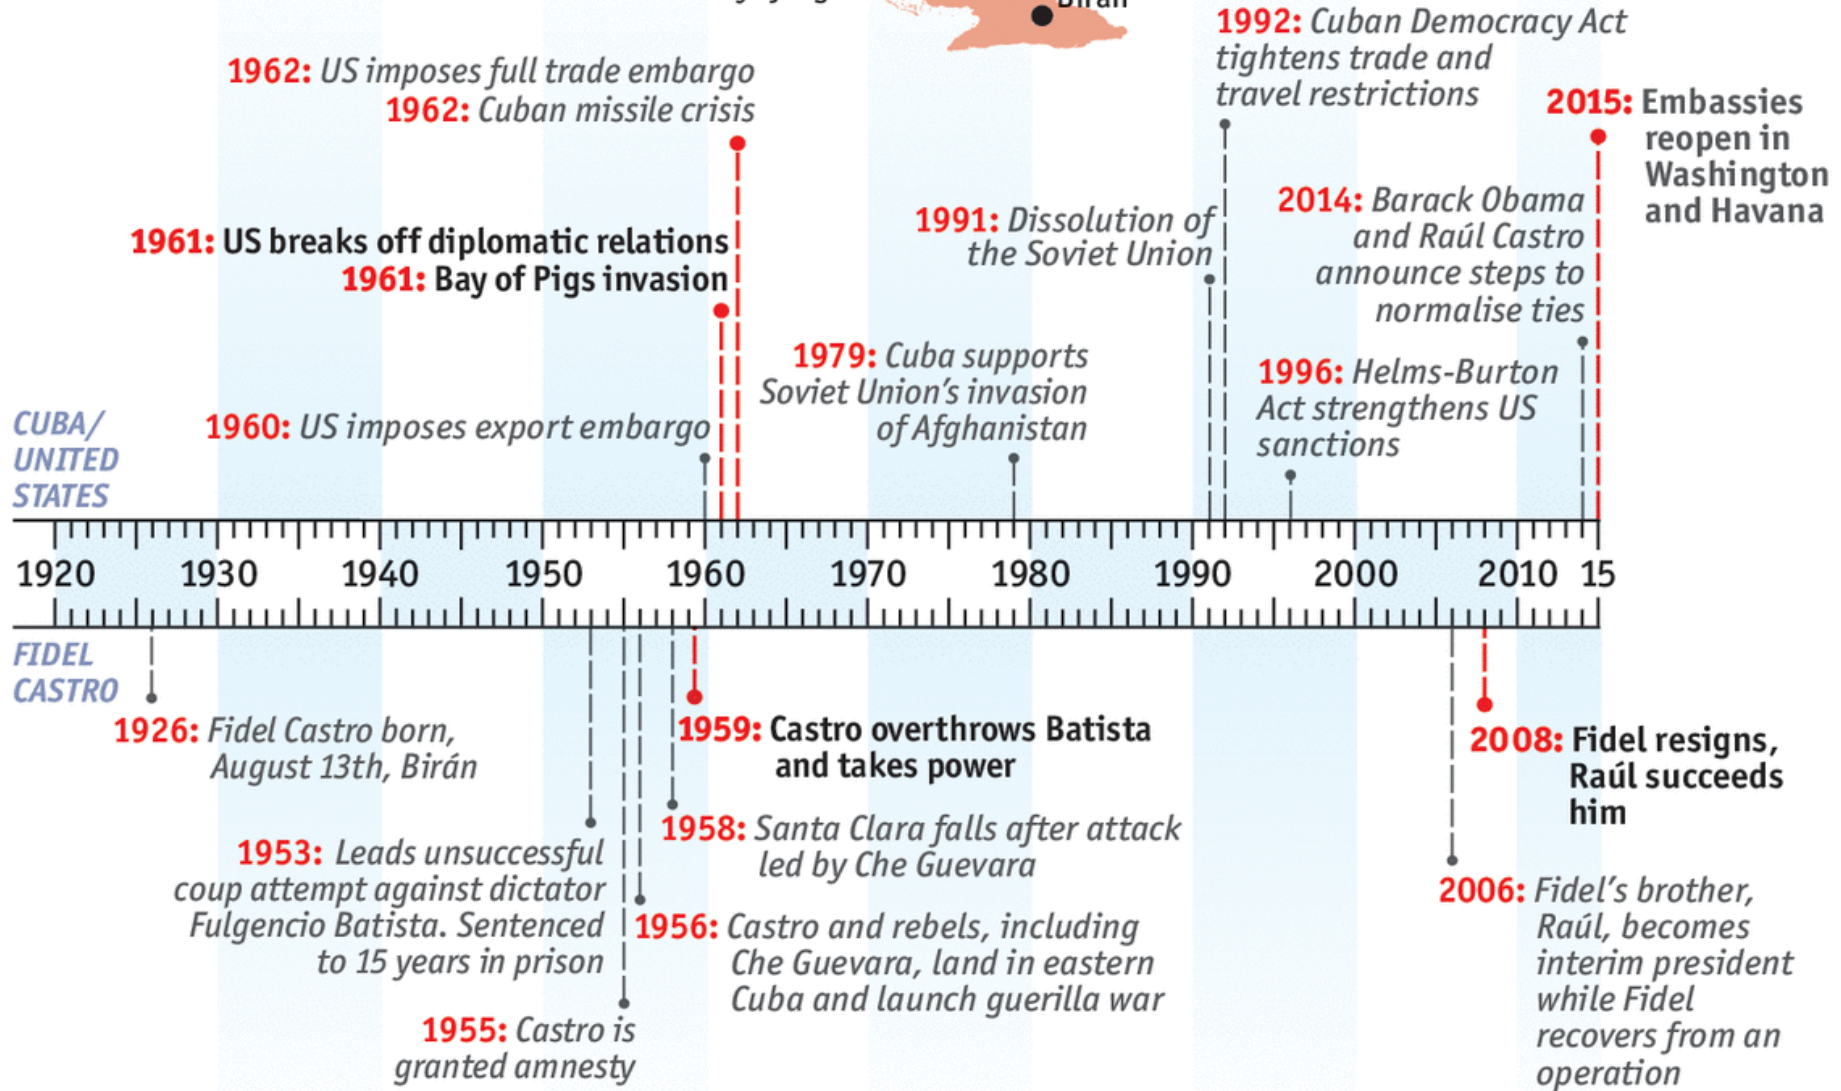 Birán
1962: US imposes full trade embargo
1962: Cuban missile crisis
1961: US breaks off diplomatic relations
1961: Bay of Pigs invasion
1960: US imposes export embargo
1979: Cuba supports
Soviet Union's invasion
of Afghanistan
1991: Dissolution of
the Soviet Union
1992: Cuban Democracy Act
tightens trade and
travel restrictions
1996: Helms-Burton
Act strengthens US
sanctions
2014: Barack Obama
and Raúl Castro
announce steps to
normalise ties
2015: Embassies
reopen in
Washington
and Havana
CUBA/
UNITED
STATES
1920 1930 1940 1950 1960 1970 1980 1990 2000 2010 15
FIDEL
CASTRO
1926: Fidel Castro born,
August 13th, Birán
1953: Leads unsuccessful
coup attempt against dictator
Fulgencio Batista. Sentenced
to 15 years in prison
1955: Castro is
granted amnesty
1956: Castro and rebels, including
Che Guevara, land in eastern
Cuba and launch guerilla war
1958: Santa Clara falls after attack
led by Che Guevara
1959: Castro overthrows Batista
and takes power
2006: Fidel's brother,
Raúl, becomes
interim president
while Fidel
recovers from an
operation
2008: Fidel resigns,
Raúl succeeds
him